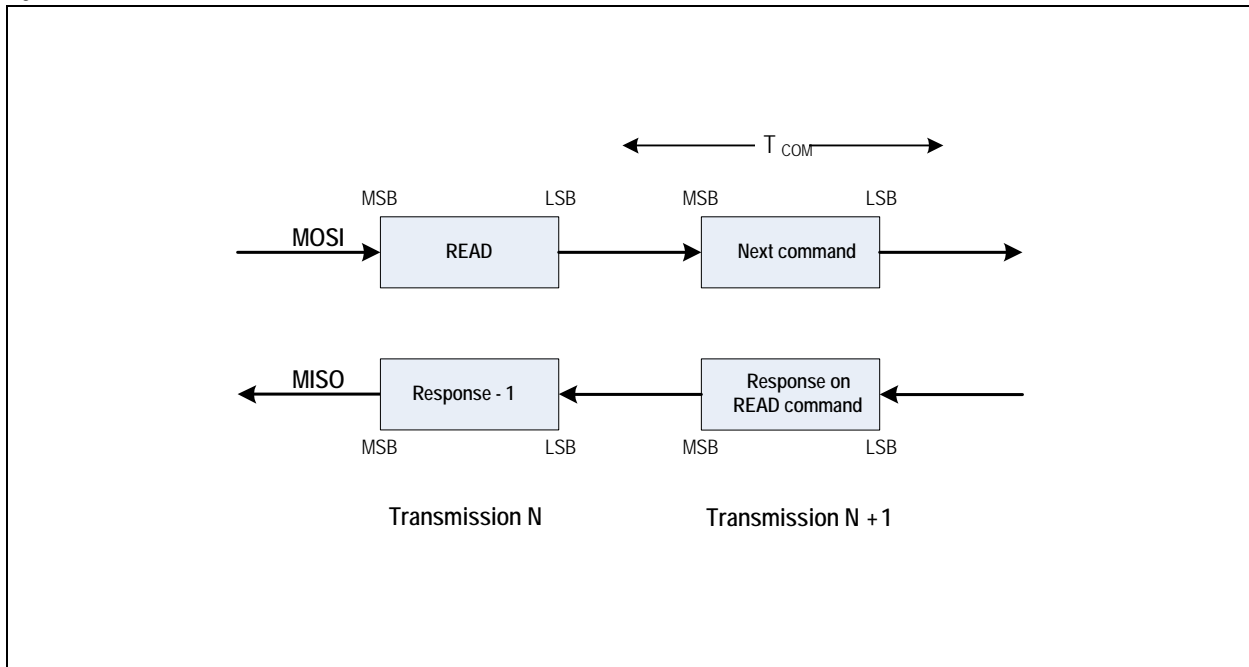 T COM
MSB LSB MSB LSB
MOSI READ Next command
MISO Response - 1 Response on
READ command
MSB LSB MSB LSB
Transmission N Transmission N +1